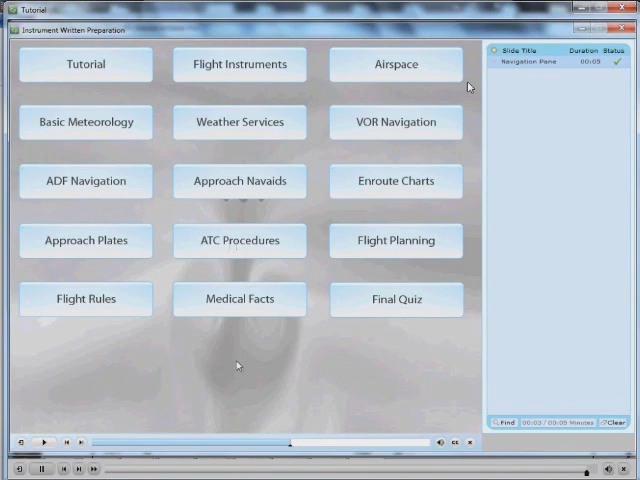 Tutorial
Instrument Written Preparation
Tutorial
Flight Instruments
Airspace
Basic Meteorology
Weather Services
VOR Navigation
ADF Navigation
Approach Navaids
Enroute Charts
Approach Plates
ATC Procedures
Flight Planning
Flight Rules
Medical Facts
Final Quiz
Slide Title Duration Status
Navigation Pane 00:05
Find 00:03 / 00:05 Minutes Clear
CC